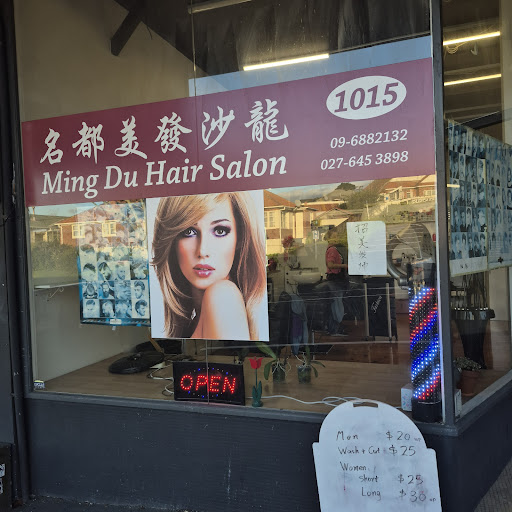 名都美發沙龍
Ming Du Hair Salon
1015
09-6882132
027-645 3898
OPEN
Men $20
Wash + Cut $25
Women
Short $25
Long $30